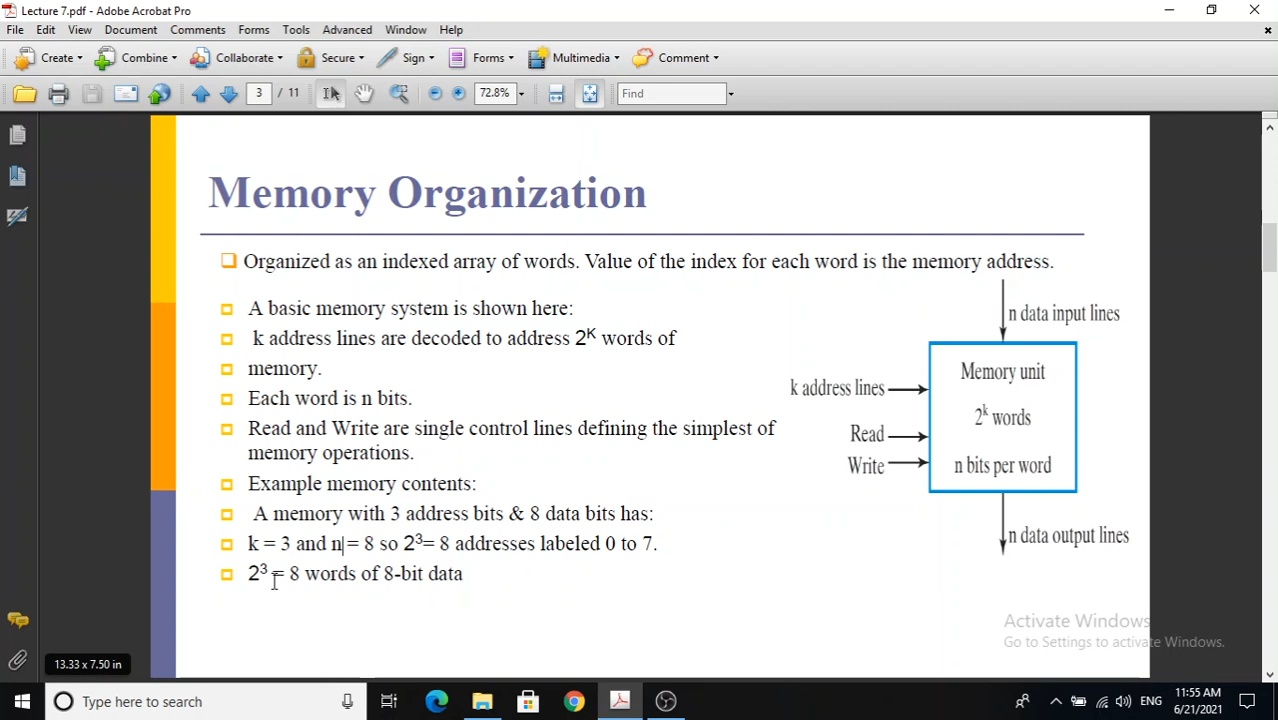 Lecture 7.pdf - Adobe Acrobat Pro
File Edit View Document Comments Forms Tools Advanced Window Help
Create Combine Collaborate Secure Sign Forms Multimedia Comment
3 / 11 72.8% Find
Memory Organization
Organized as an indexed array of words. Value of the index for each word is the memory address.
A basic memory system is shown here:
k address lines are decoded to address 2ᴷ words of
memory.
Each word is n bits.
Read and Write are single control lines defining the simplest of
memory operations.
Example memory contents:
A memory with 3 address bits & 8 data bits has:
k = 3 and n = 8 so 2³= 8 addresses labeled 0 to 7.
2³ = 8 words of 8-bit data
n data input lines
k address lines
Read
Write
Memory unit
2ᵏ words
n bits per word
n data output lines
Activate Windows
Go to Settings to activate Windows.
13.33 x 7.50 in
Type here to search
ENG
11:55 AM
6/21/2021